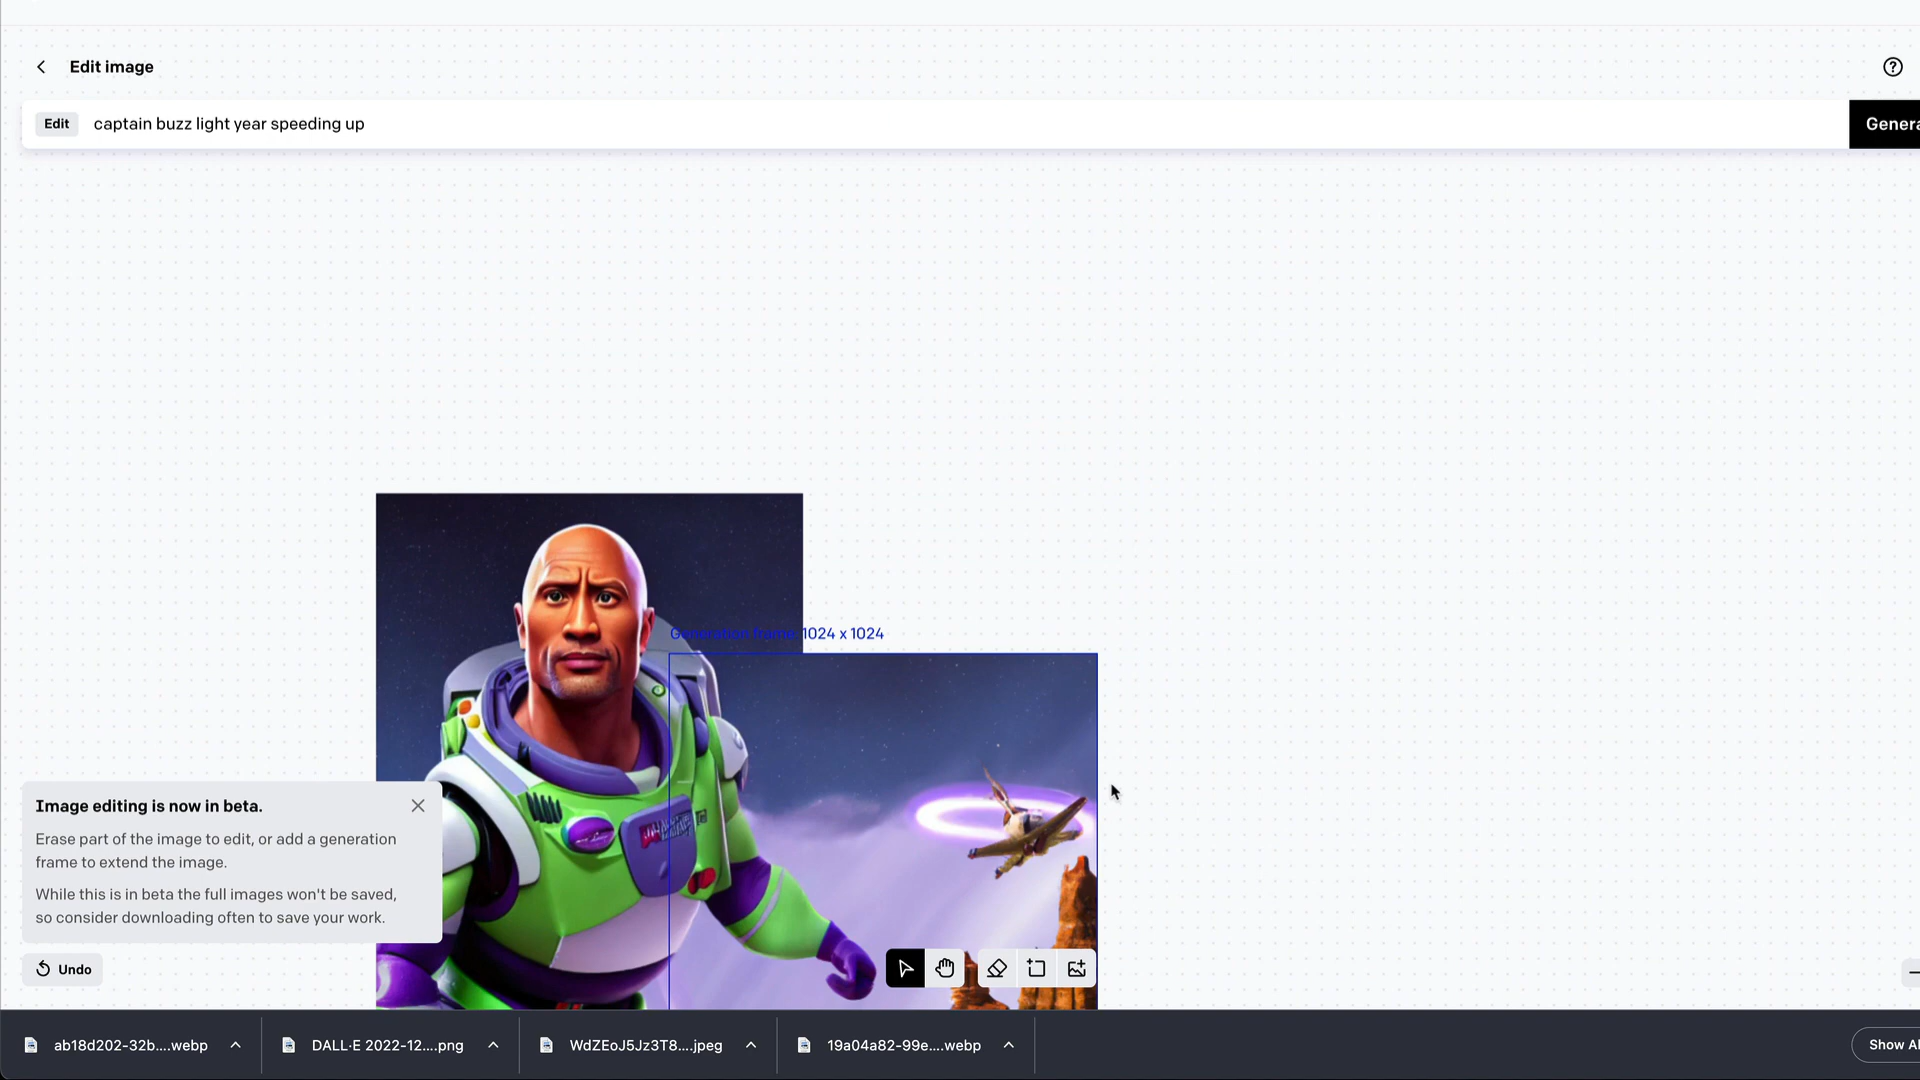 Edit image
Edit
captain buzz light year speeding up
Genera
Generation frame: 1024 x 1024
Image editing is now in beta.
Erase part of the image to edit, or add a generation
frame to extend the image.
While this is in beta the full images won't be saved,
so consider downloading often to save your work.
Undo
ab18d202-32b....webp
DALL·E 2022-12....png
WdZEoJ5Jz3T8....jpeg
19a04a82-99e....webp
Show Al